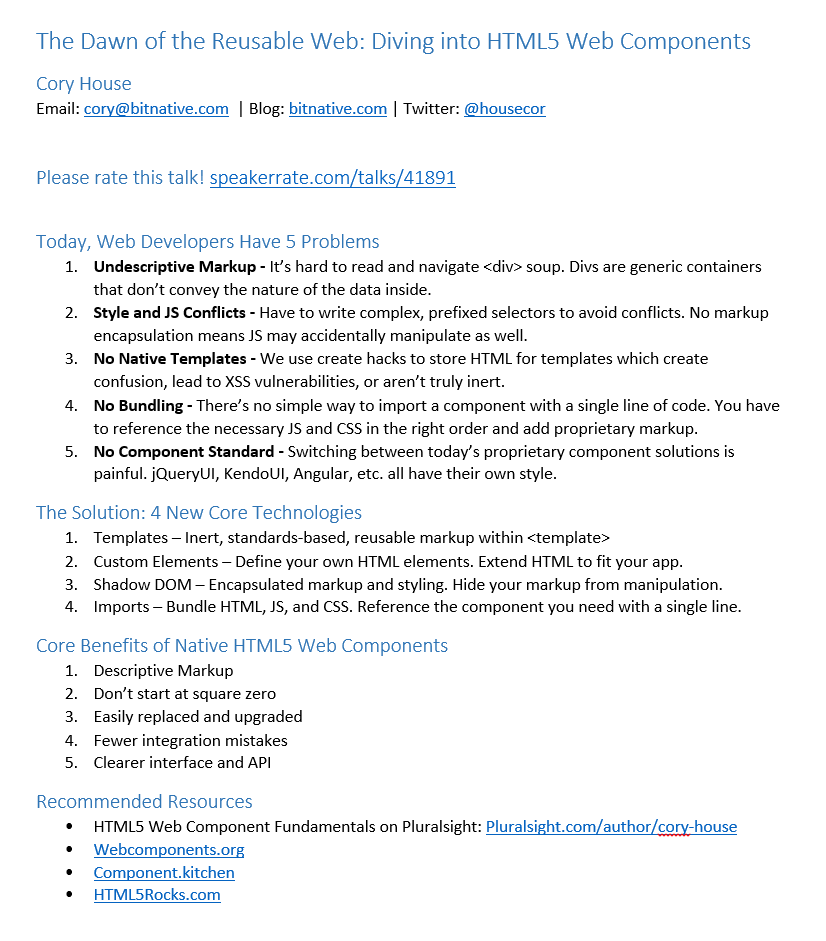 The Dawn of the Reusable Web: Diving into HTML5 Web Components
Cory House
Email: cory@bitnative.com | Blog: bitnative.com | Twitter: @housecor
Please rate this talk! speakerrate.com/talks/41891
Today, Web Developers Have 5 Problems
1. Undescriptive Markup - It's hard to read and navigate <div> soup. Divs are generic containers
that don't convey the nature of the data inside.
2. Style and JS Conflicts - Have to write complex, prefixed selectors to avoid conflicts. No markup
encapsulation means JS may accidentally manipulate as well.
3. No Native Templates - We use create hacks to store HTML for templates which create
confusion, lead to XSS vulnerabilities, or aren't truly inert.
4. No Bundling - There's no simple way to import a component with a single line of code. You have
to reference the necessary JS and CSS in the right order and add proprietary markup.
5. No Component Standard - Switching between today's proprietary component solutions is
painful. jQueryUI, KendoUI, Angular, etc. all have their own style.
The Solution: 4 New Core Technologies
1. Templates – Inert, standards-based, reusable markup within <template>
2. Custom Elements – Define your own HTML elements. Extend HTML to fit your app.
3. Shadow DOM – Encapsulated markup and styling. Hide your markup from manipulation.
4. Imports – Bundle HTML, JS, and CSS. Reference the component you need with a single line.
Core Benefits of Native HTML5 Web Components
1. Descriptive Markup
2. Don't start at square zero
3. Easily replaced and upgraded
4. Fewer integration mistakes
5. Clearer interface and API
Recommended Resources
• HTML5 Web Component Fundamentals on Pluralsight: Pluralsight.com/author/cory-house
• Webcomponents.org
• Component.kitchen
• HTML5Rocks.com